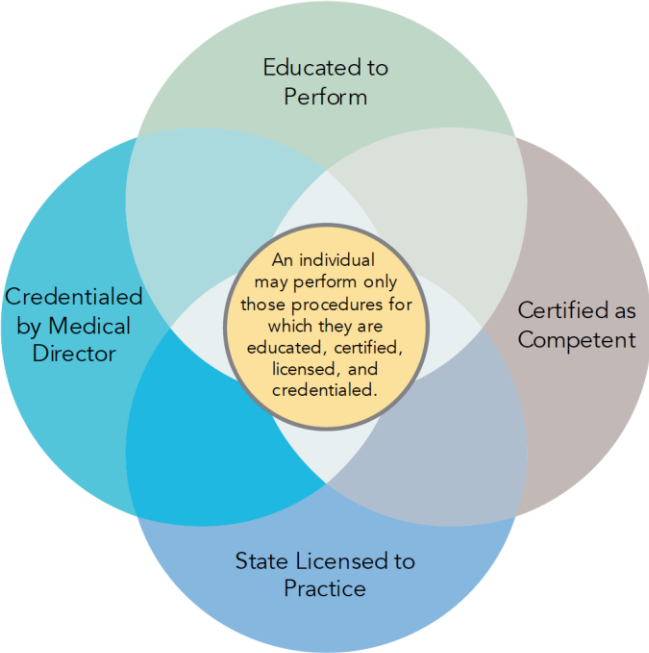 Educated to
Perform
Credentialed
by Medical
Director
An individual
may perform only
those procedures for
which they are
educated, certified,
licensed, and
credentialed.
Certified as
Competent
State Licensed to
Practice